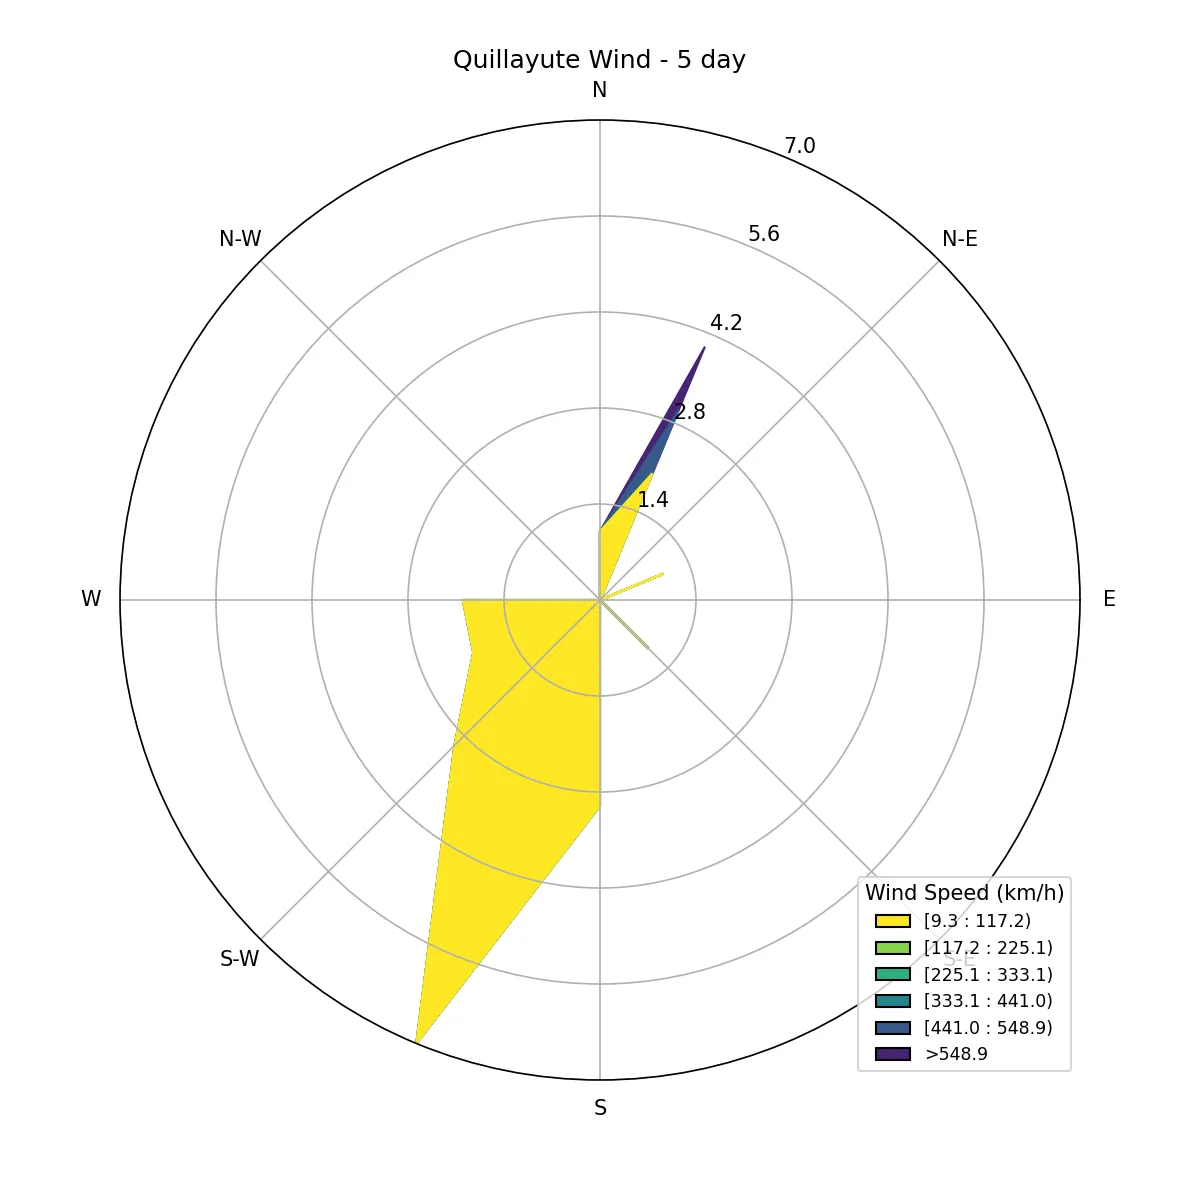 Quillayute Wind - 5 day
N
7.0
N-W
5.6
N-E
4.2
2.8
1.4
W
E
S-W
S-E
S
Wind Speed (km/h)
[9.3 : 117.2)
[117.2 : 225.1)
[225.1 : 333.1)
[333.1 : 441.0)
[441.0 : 548.9)
>548.9